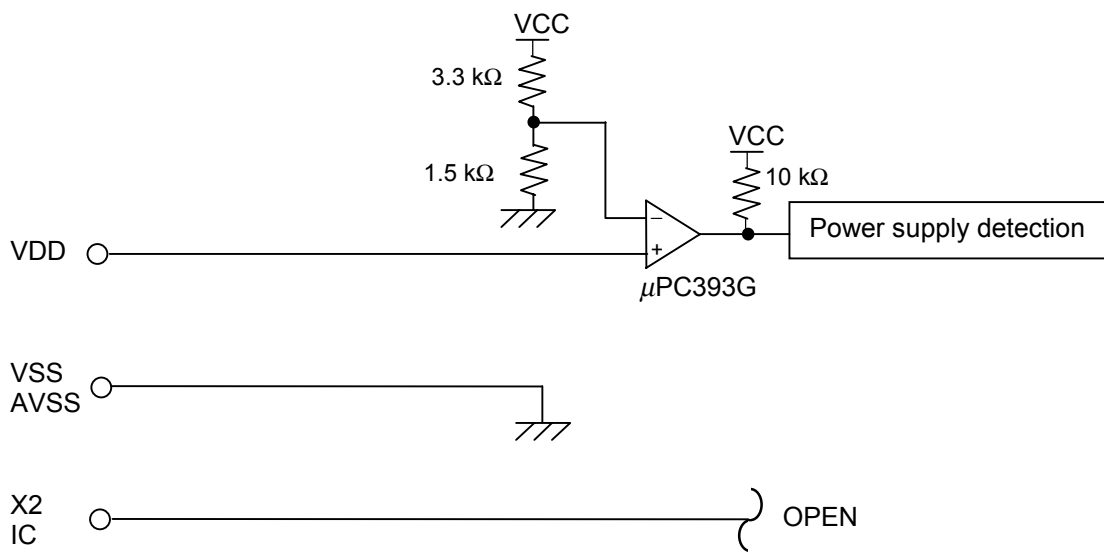 VCC
3.3 kΩ
1.5 kΩ
VCC
10 kΩ
Power supply detection
−
+
VDD
μPC393G
VSS
AVSS
X2
IC
OPEN